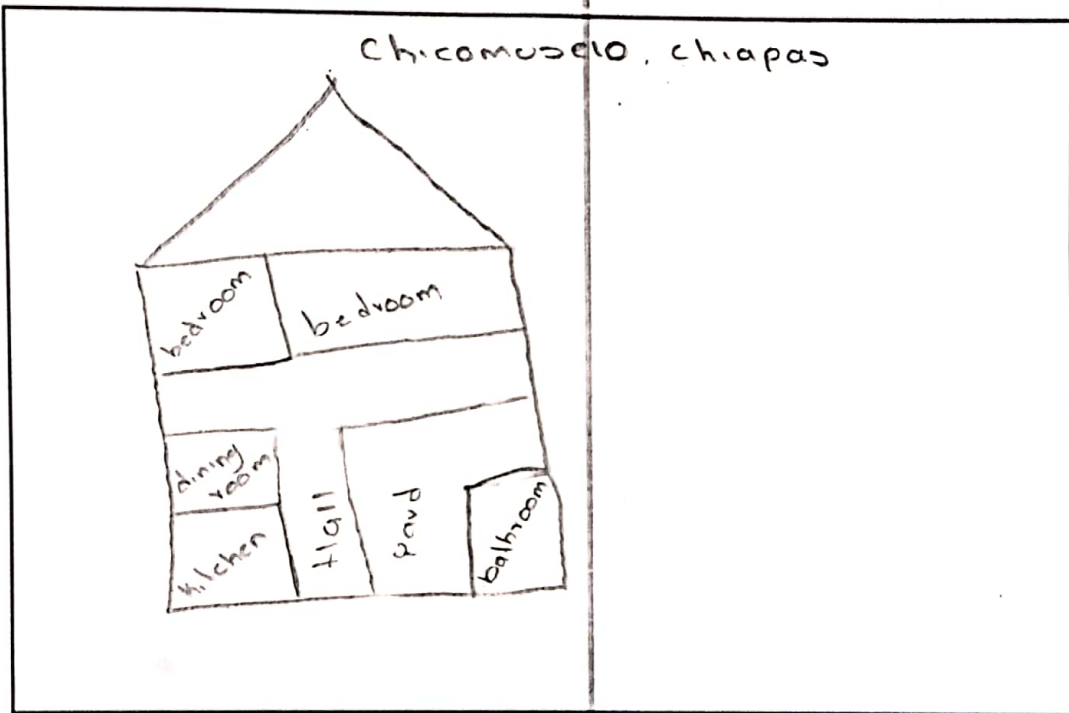 Chicomuselo, chiapas
bedroom
bedroom
dining
room
Hall
yard
kitchen
bathroom